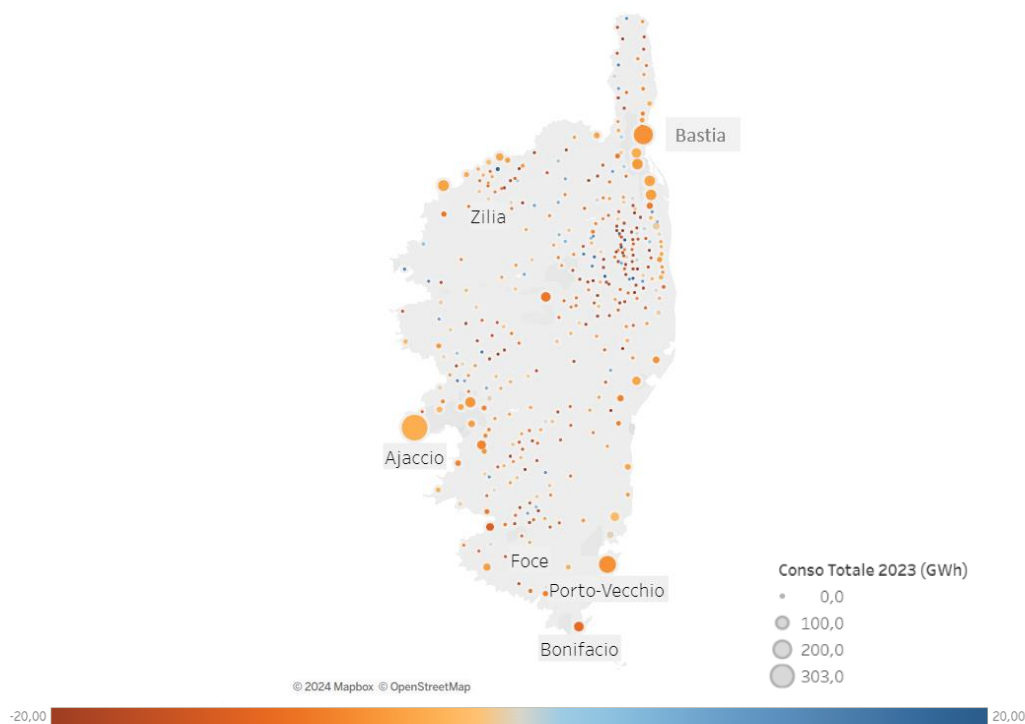 Bastia
Zilia
Ajaccio
Foce
Porto-Vecchio
Bonifacio
Conso Totale 2023 (GWh)
0,0
100,0
200,0
303,0
© 2024 Mapbox © OpenStreetMap
-20,00 20,00